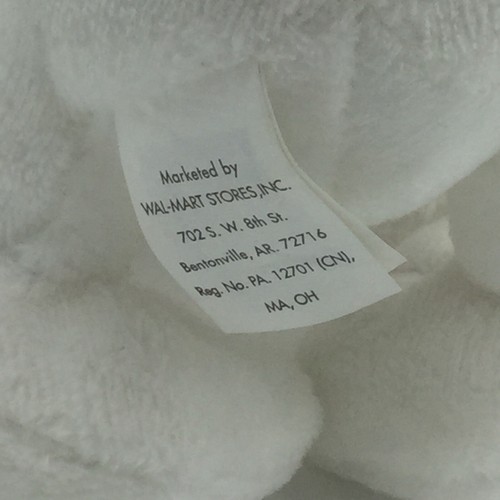 Marketed by
WAL-MART STORES,INC.
702 S. W. 8th St.
Bentonville, AR. 72716
Reg. No. PA. 12701 (CN),
MA, OH